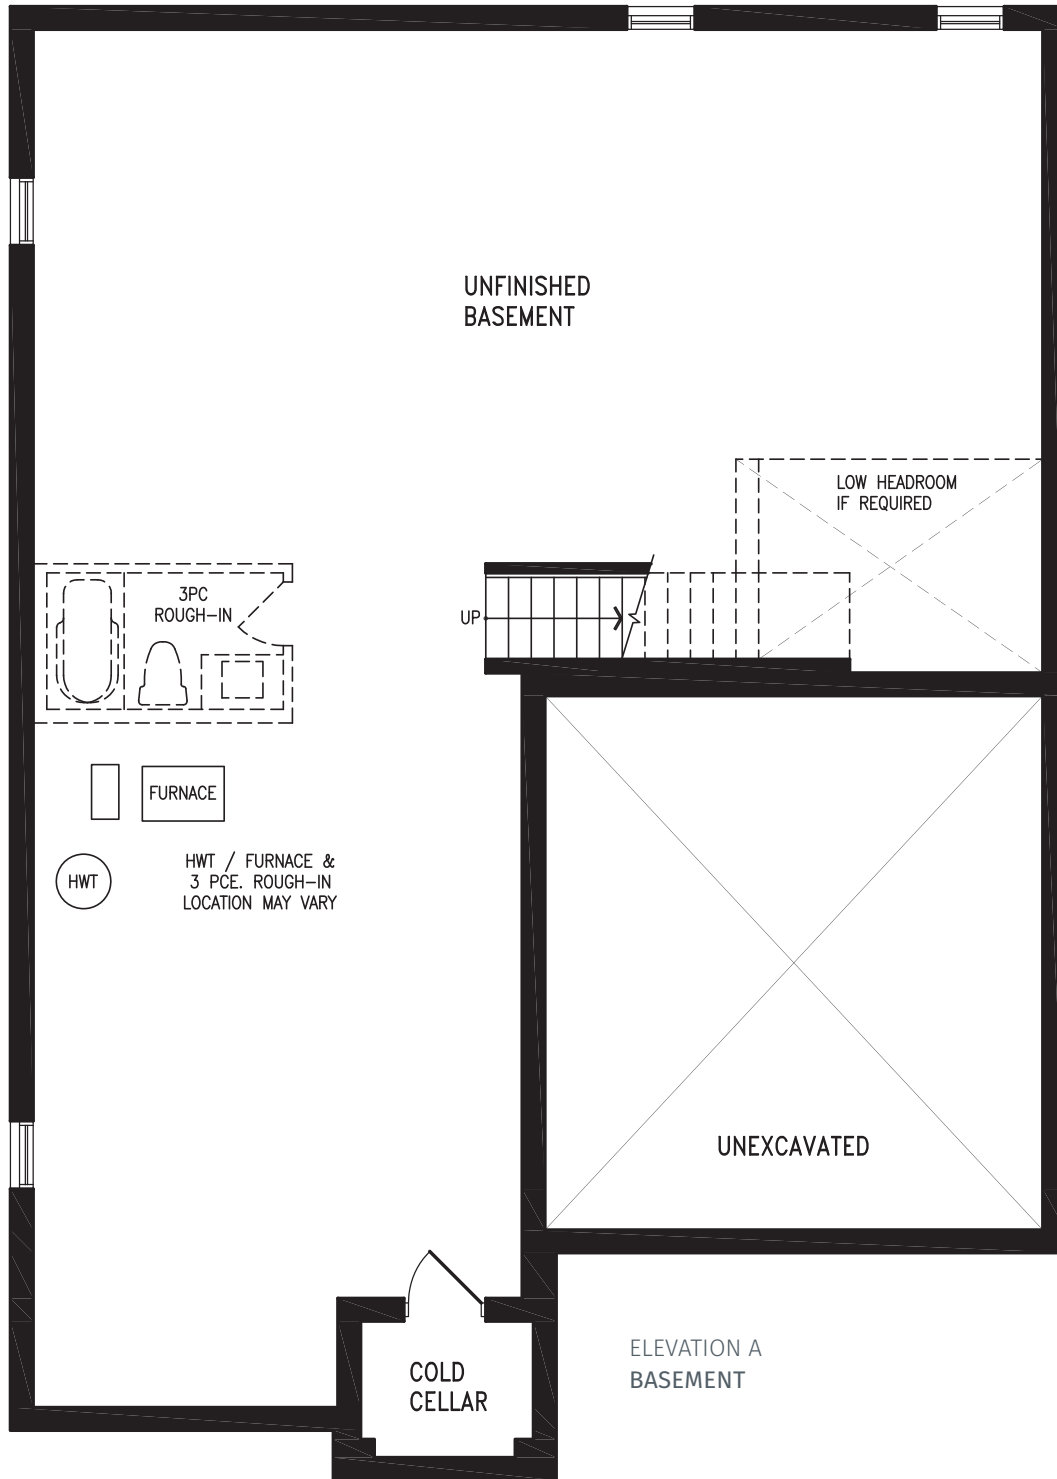 UNFINISHED
BASEMENT
LOW HEADROOM
IF REQUIRED
3PC
ROUGH-IN
UP
FURNACE
HWT
HWT / FURNACE &
3 PCE. ROUGH-IN
LOCATION MAY VARY
UNEXCAVATED
COLD
CELLAR
ELEVATION A
BASEMENT